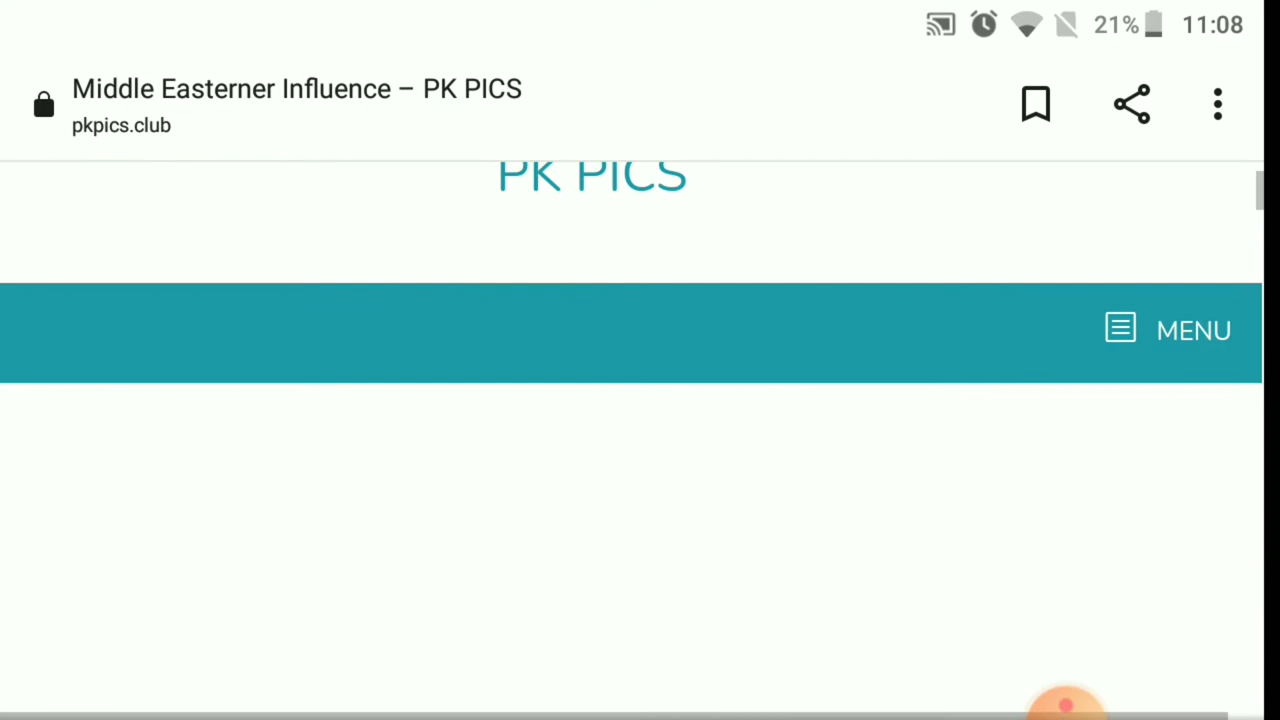 21% 11:08
Middle Easterner Influence – PK PICS
pkpics.club
PK PICS
MENU